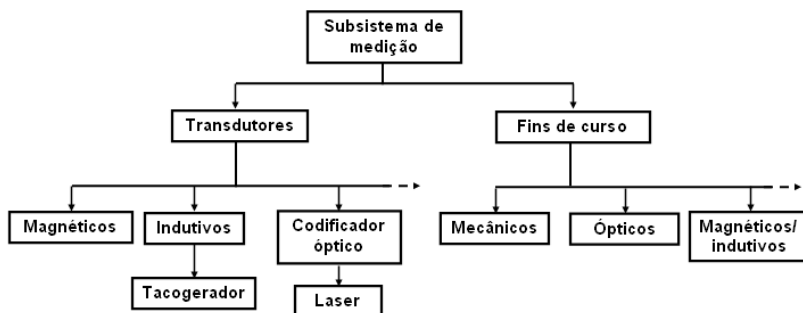 Subsistema de
medição
Transdutores
Fins de curso
Magnéticos
Indutivos
Codificador
óptico
Mecânicos
Ópticos
Magnéticos/
indutivos
Tacogerador
Laser